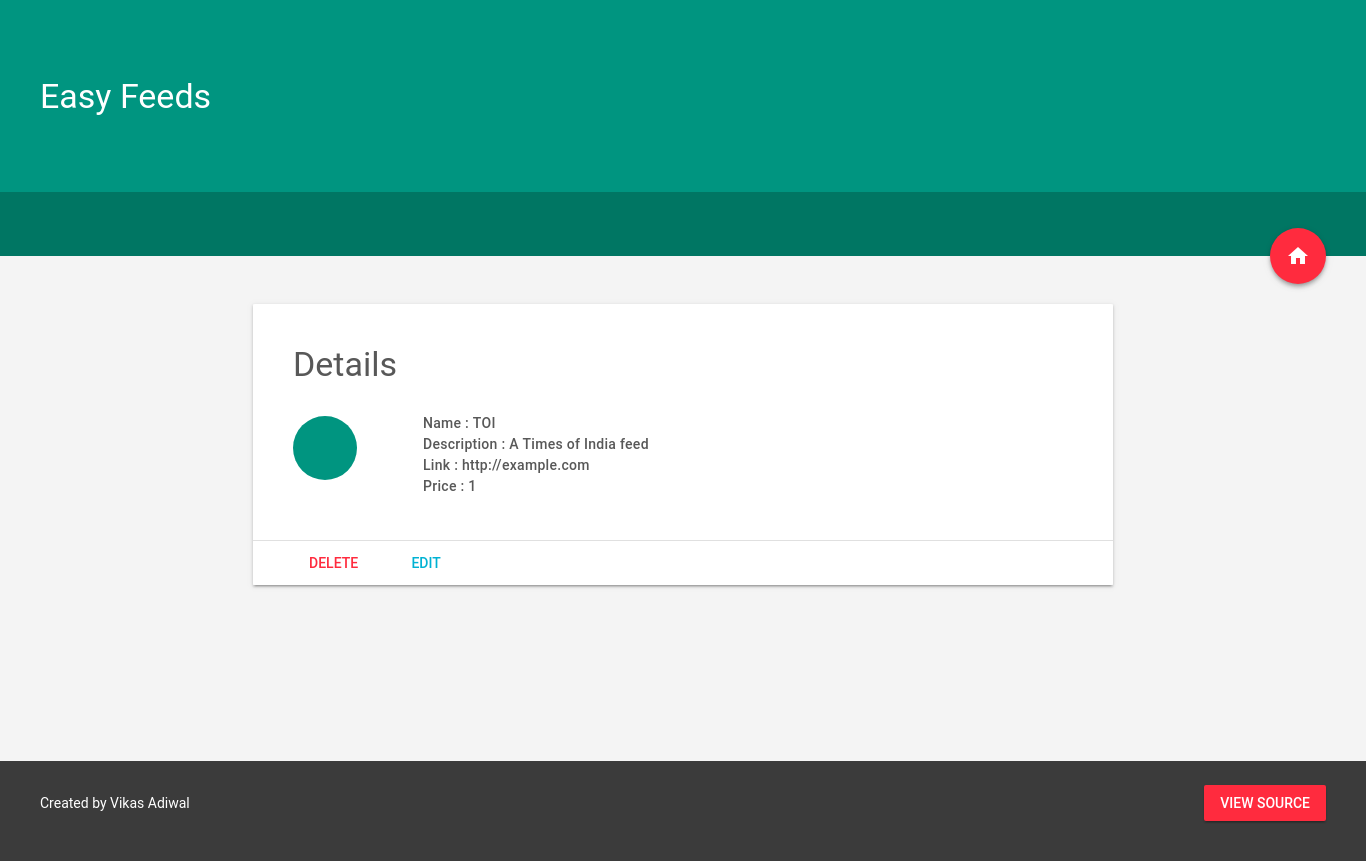 Easy Feeds
Details
Name : TOI
Description : A Times of India feed
Link : http://example.com
Price : 1
DELETE EDIT
Created by Vikas Adiwal
VIEW SOURCE